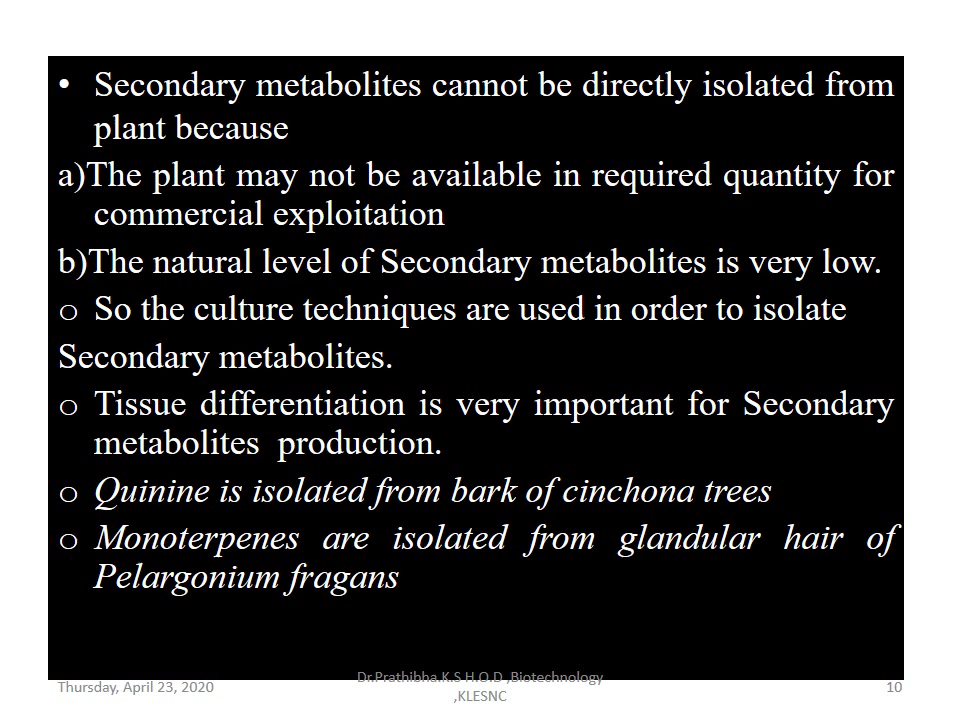 • Secondary metabolites cannot be directly isolated from
plant because
a)The plant may not be available in required quantity for
commercial exploitation
b)The natural level of Secondary metabolites is very low.
o So the culture techniques are used in order to isolate
Secondary metabolites.
o Tissue differentiation is very important for Secondary
metabolites production.
o Quinine is isolated from bark of cinchona trees
o Monoterpenes are isolated from glandular hair of
Pelargonium fragans
Thursday, April 23, 2020
Dr.Prathibha.K.S H.O.D ,Biotechnology
,KLESNC
10